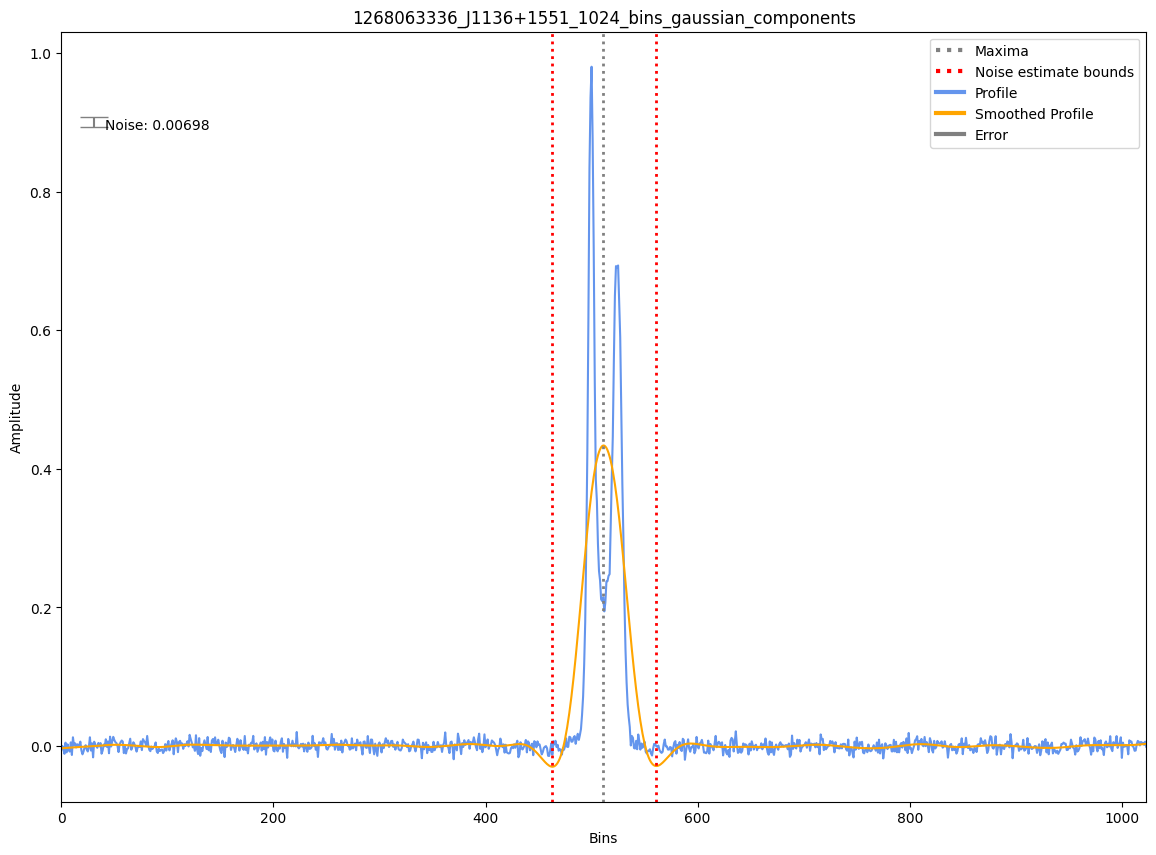 1268063336_J1136+1551_1024_bins_gaussian_components
Maxima
Noise estimate bounds
Profile
Smoothed Profile
Error
Noise: 0.00698
1.0
0.8
0.6
0.4
0.2
0.0
Amplitude
0 200 400 600 800 1000
Bins